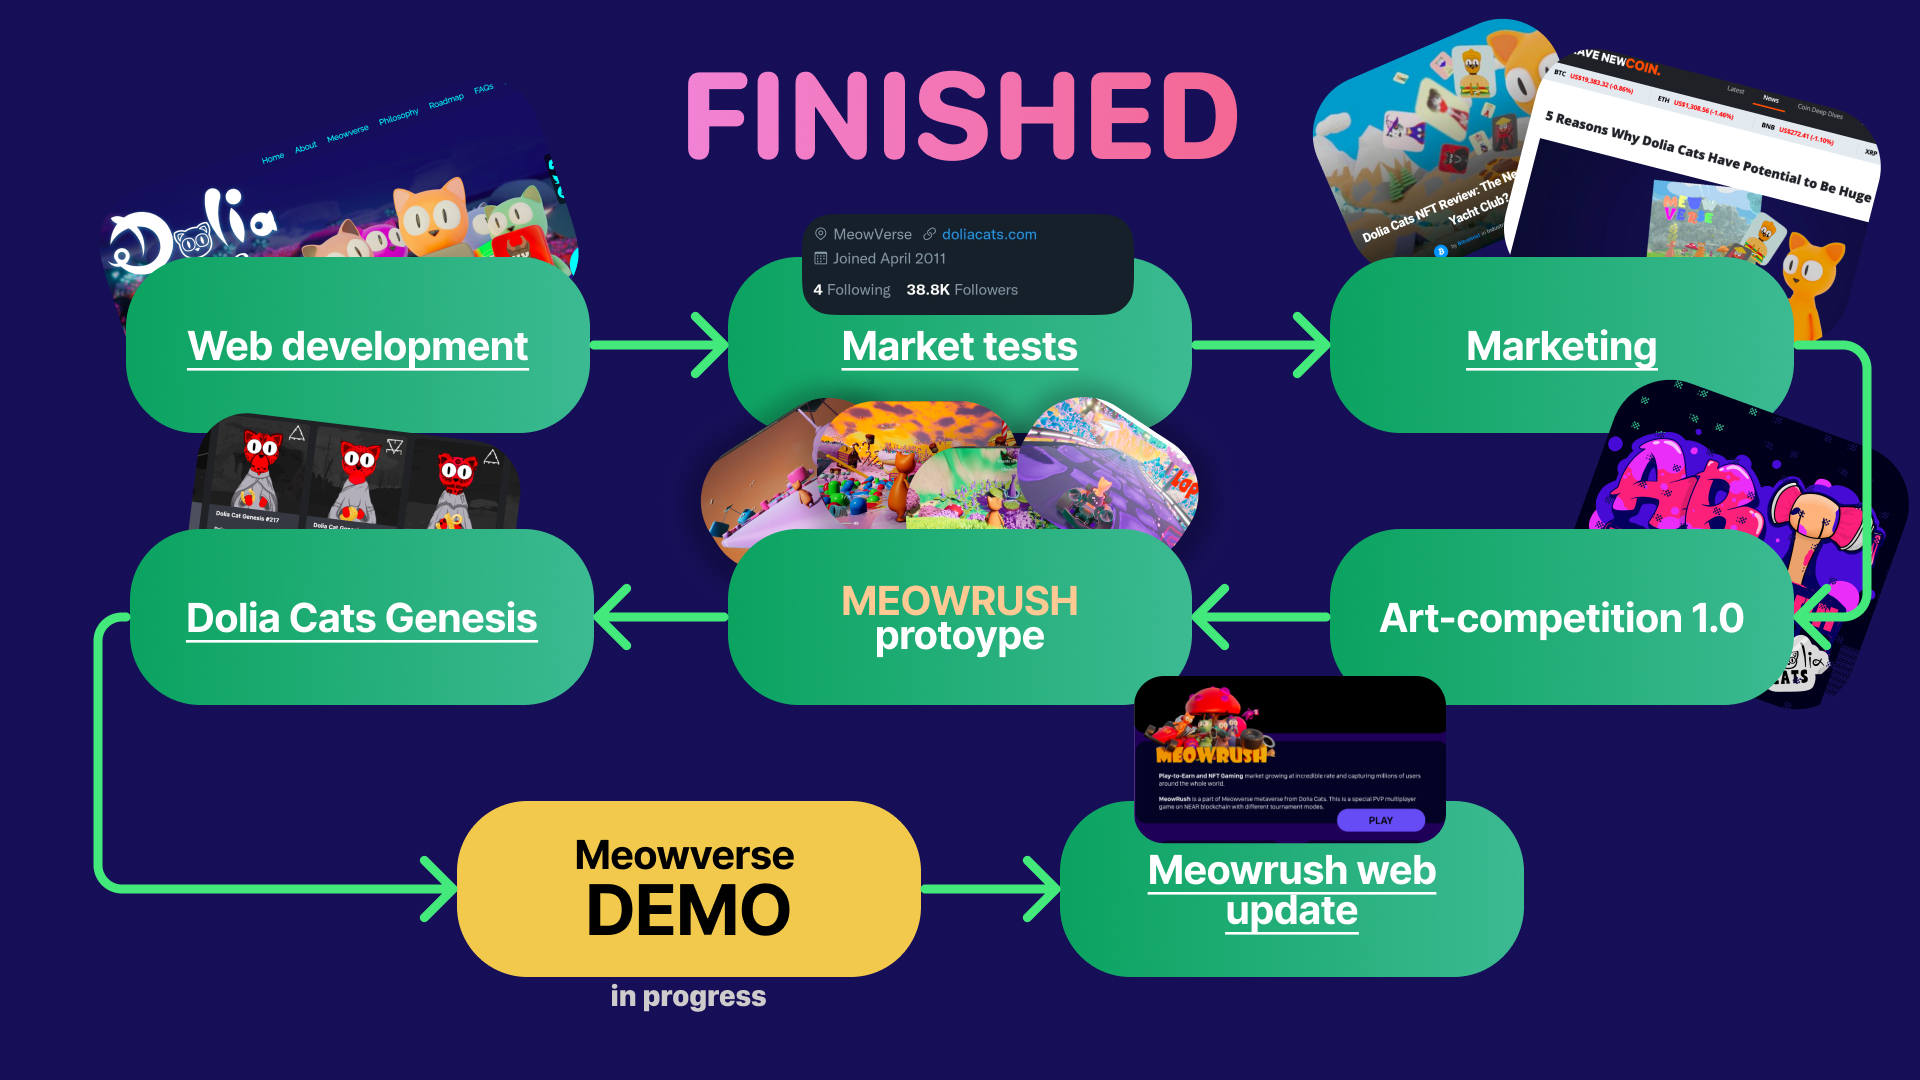 FINISHED
Home About Meowverse Philosophy Roadmap FAQs
Dolia
MeowVerse doliacats.com
Joined April 2011
4 Following 38.8K Followers
Dolia Cats NFT Review: The
Yacht Club?
AVE NEWCOIN.
Latest News Coin Deep Dives
BTC US$19,383.32 (-0.86%) ETH US$1,308.56 (-1.46%) BNB US$272.41 (-1.10%) XRP
5 Reasons Why Dolia Cats Have Potential to Be Huge
MEOW
VERSE
Web development
Market tests
Marketing
Dolia Cat Genesis #217
Dolia Cat
Lap
Dolia Cats Genesis
MEOWRUSH
protoype
Art-competition 1.0
CATS
MEOWRUSH
Play-to-Earn and NFT Gaming market growing at incredible rate and capturing millions of users
around the whole world.
MeowRush is a part of Meowverse metaverse from Dolia Cats. This is a special PVP multiplayer
game on NEAR blockchain with different tournament modes.
PLAY
Meowverse
DEMO
in progress
Meowrush web
update